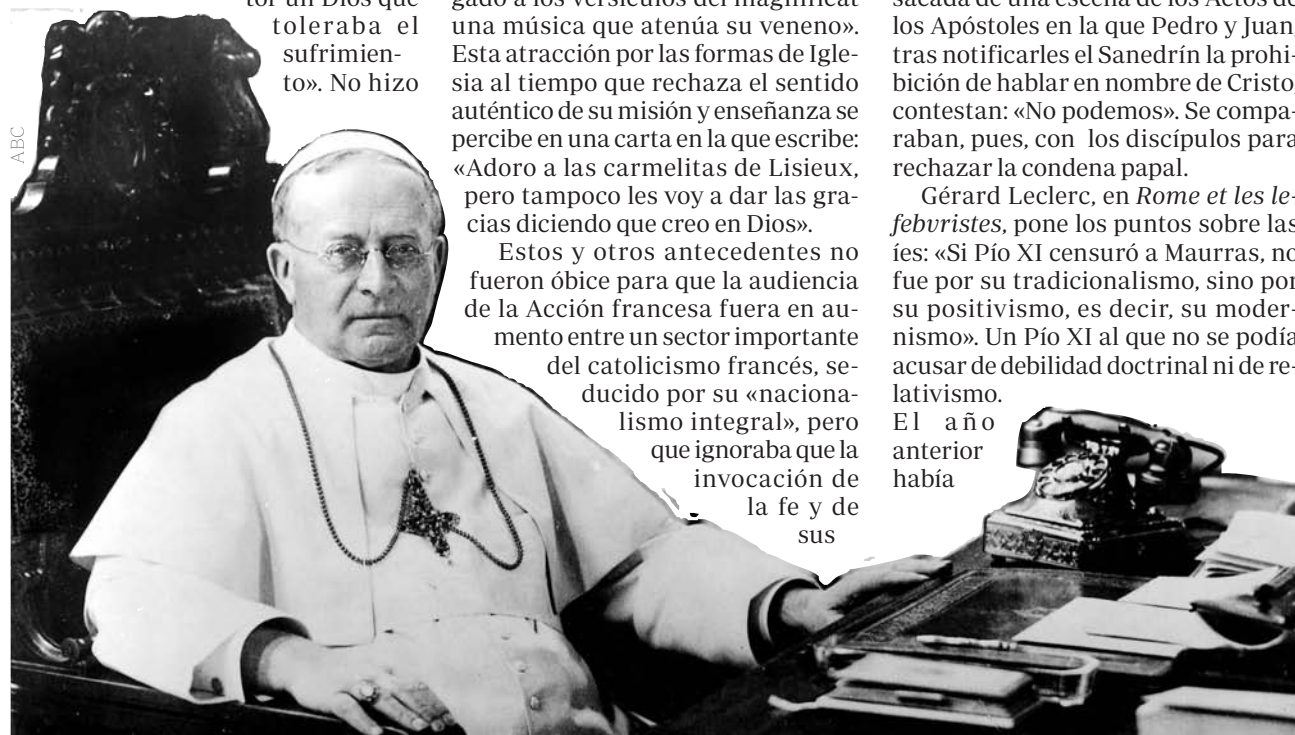 tor un Dios que
toleraba el
sufrimien-
to». No hizo
gado a los versículos del magnificat
una música que atenúa su veneno».
Esta atracción por las formas de Igle-
sia al tiempo que rechaza el sentido
auténtico de su misión y enseñanza se
percibe en una carta en la que escribe:
«Adoro a las carmelitas de Lisieux,
pero tampoco les voy a dar las gra-
cias diciendo que creo en Dios».
Estos y otros antecedentes no
fueron óbice para que la audiencia
de la Acción francesa fuera en au-
mento entre un sector importante
del catolicismo francés, se-
ducido por su «naciona-
lismo integral», pero
que ignoraba que la
invocación de
la fe y de
sus
sacada de una escena de los Actos de
los Apóstoles en la que Pedro y Juan,
tras notificarles el Sanedrín la prohi-
bición de hablar en nombre de Cristo,
contestan: «No podemos». Se compa-
raban, pues, con los discípulos para
rechazar la condena papal.
Gérard Leclerc, en Rome et les le-
febvristes, pone los puntos sobre las
íes: «Si Pío XI censuró a Maurras, no
fue por su tradicionalismo, sino por
su positivismo, es decir, su moder-
nismo». Un Pío XI al que no se podía
acusar de debilidad doctrinal ni de re-
lativismo.
El año
anterior
había
ABC